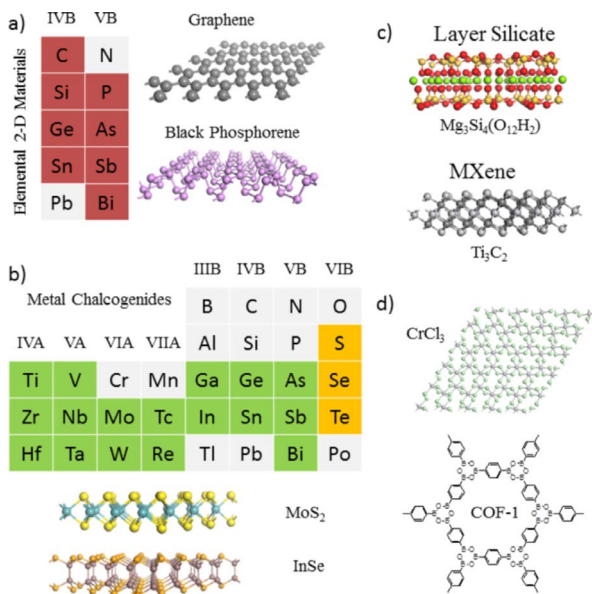 a)
IVB VB
Elemental 2-D Materials
C N
Si P
Ge As
Sn Sb
Pb Bi
Graphene
Black Phosphorene
b)
Metal Chalcogenides
IIIB IVB VB VIB
B C N O
IVA VA VIA VIIA Al Si P S
Ti V Cr Mn Ga Ge As Se
Zr Nb Mo Tc In Sn Sb Te
Hf Ta W Re Tl Pb Bi Po
MoS₂
InSe
c)
Layer Silicate
Mg₃Si₄(O₁₂H₂)
MXene
Ti₃C₂
d)
CrCl₃
COF-1